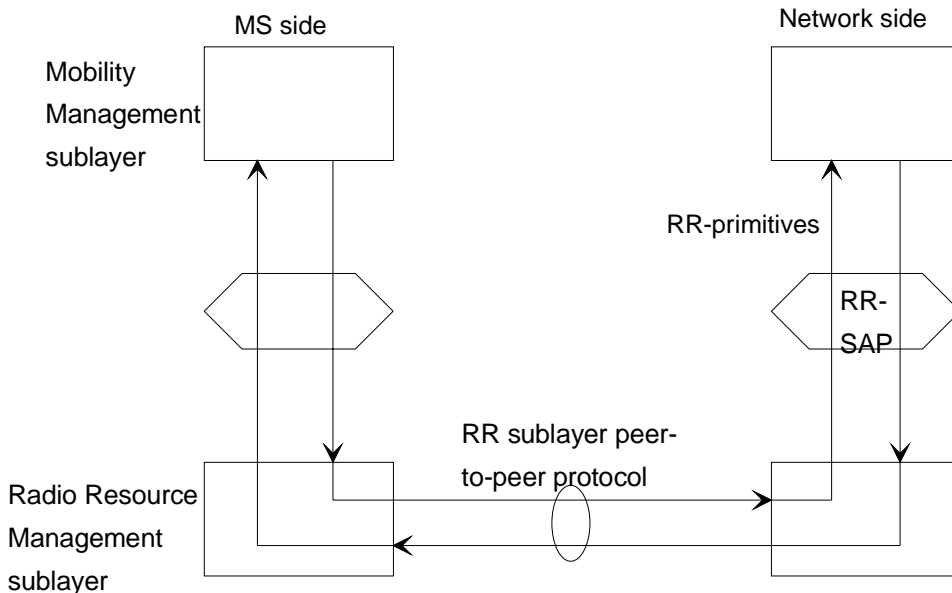 MS side
Network side
Mobility
Management
sublayer
RR-primitives
RR-
SAP
RR sublayer peer-
to-peer protocol
Radio Resource
Management
sublayer